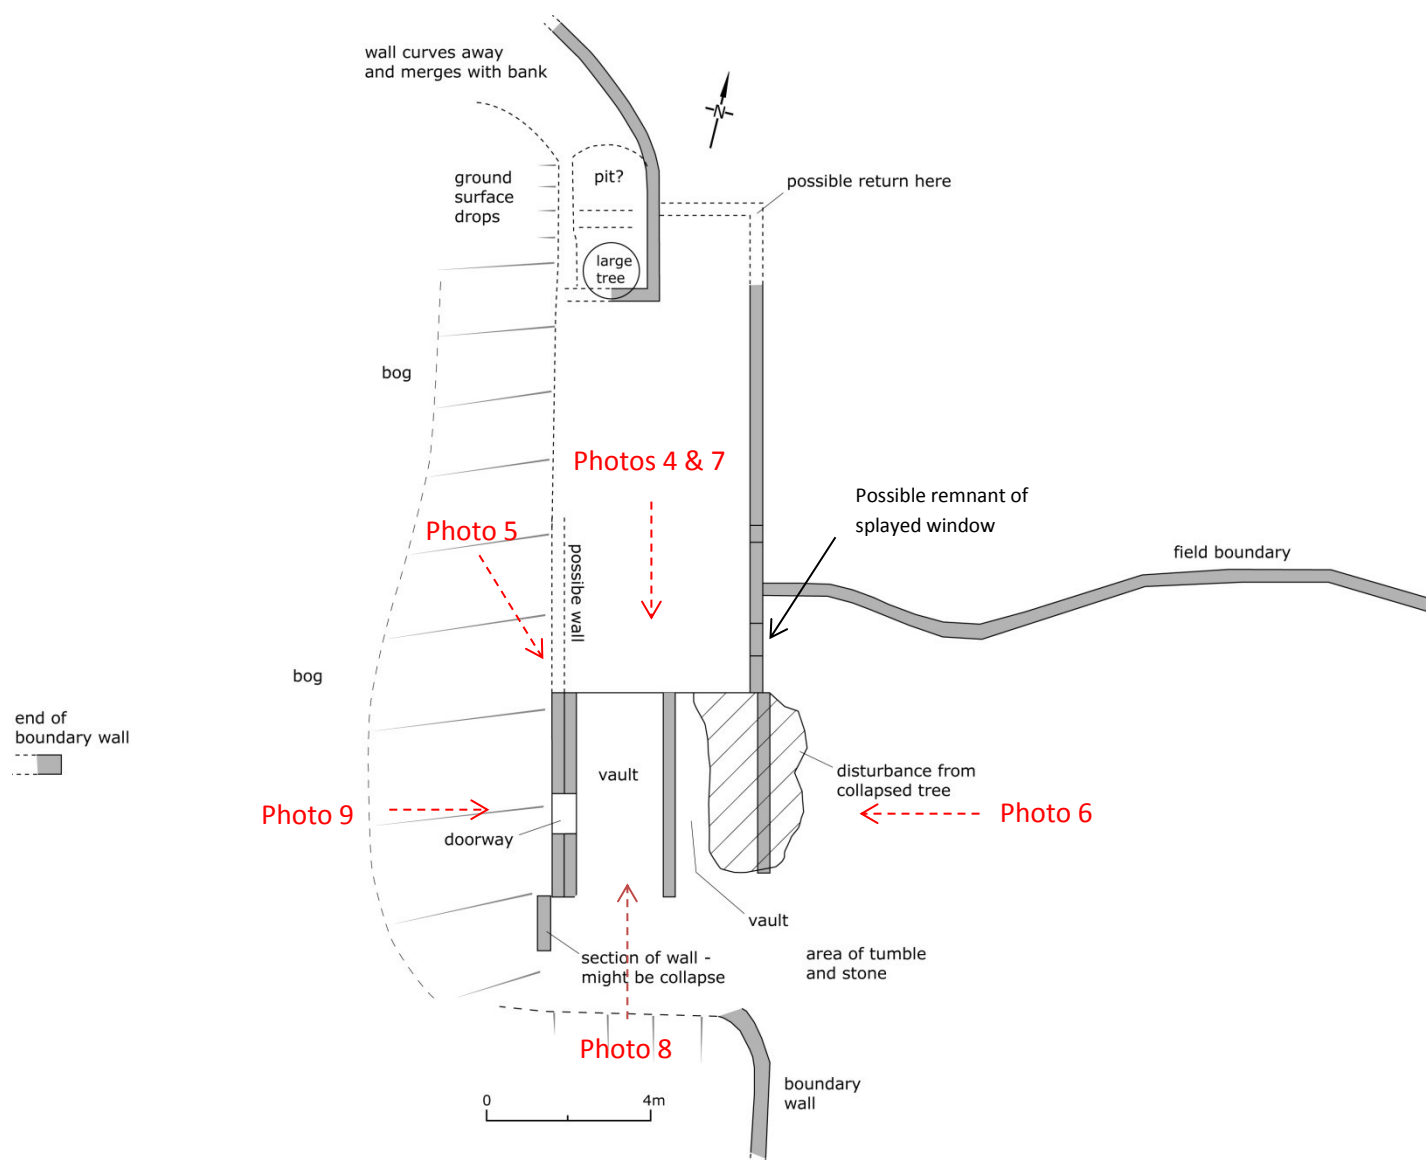 wall curves away
and merges with bank
N
ground
surface
drops
pit?
possible return here
large
tree
bog
Photos 4 & 7
Possible remnant of
splayed window
Photo 5
possibe wall
field boundary
bog
end of
boundary wall
vault
disturbance from
collapsed tree
Photo 9
Photo 6
doorway
vault
section of wall -
might be collapse
area of tumble
and stone
Photo 8
boundary
wall
0
4m